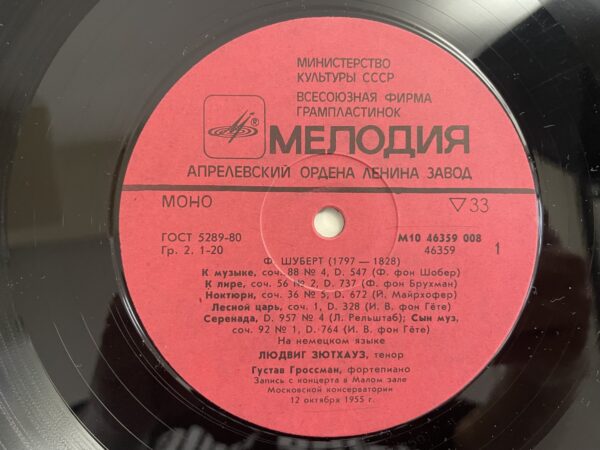 МИНИСТЕРСТВО
КУЛЬТУРЫ СССР
ВСЕСОЮЗНАЯ ФИРМА
ГРАМПЛАСТИНОК
®
МЕЛОДИЯ
АПРЕЛЕВСКИЙ ОРДЕНА ЛЕНИНА ЗАВОД
МОНО
▽33
ГОСТ 5289-80
М10 46359 008
Гр. 2. 1-20
46359
1
Ф. ШУБЕРТ (1797 — 1828)
К музыке, соч. 88 № 4, D. 547 (Ф. фон Шобер)
К лире, соч. 56 № 2, D. 737 (Ф. фон Брухман)
Ноктюрн, соч. 36 № 5, D. 672 (И. Майрхофер)
Лесной царь, соч. 1, D. 328 (И. В. фон Гёте)
Серенада, D. 957 № 4 (Л. Рельштаб); Сын муз,
соч. 92 № 1, D. 764 (И. В. фон Гёте)
На немецком языке
ЛЮДВИГ ЗЮТХАУЗ, тенор
Густав Гроссман, фортепиано
Запись с концерта в Малом зале
Московской консерватории
12 октября 1955 г.